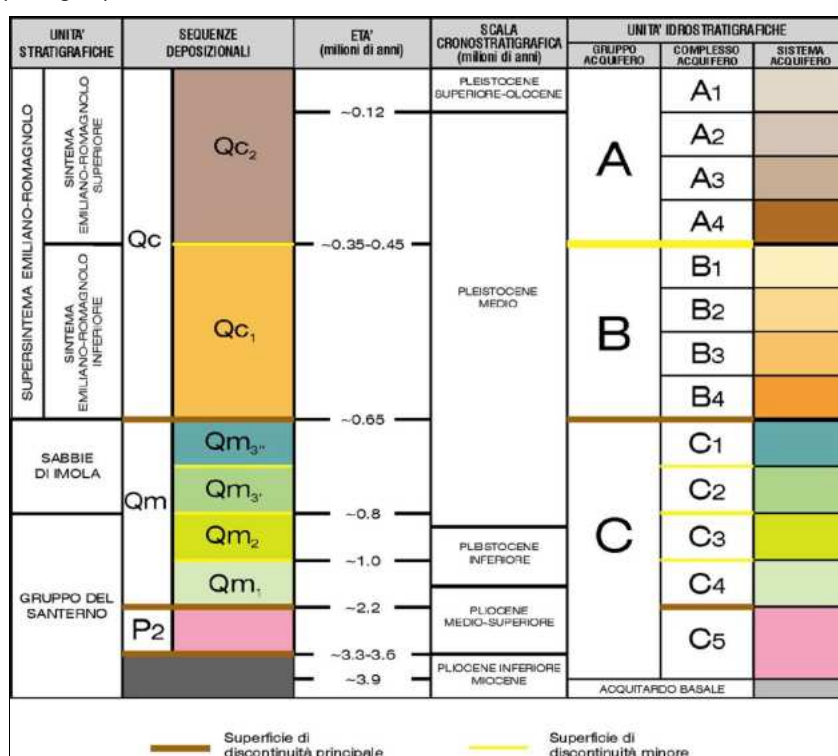 UNITA'
STRATIGRAFICHE
SEQUENZE
DEPOSIZIONALI
ETA'
(milioni di anni)
SCALA
CRONOSTRATIGRAFICA
(milioni di anni)
UNITA' IDROSTRATIGRAFICHE
GRUPPO
ACQUIFERO
COMPLESSO
ACQUIFERO
SISTEMA
ACQUIFERO
SUPERSINTEMA EMILIANO-ROMAGNOLO
SINTEMA
EMILIANO-ROMAGNOLO
SUPERIORE
SINTEMA
EMILIANO-ROMAGNOLO
INFERIORE
SABBIE
DI IMOLA
GRUPPO DEL
SANTERNO
Qc
Qm
P2
Qc2
Qc1
Qm3''
Qm3'
Qm2
Qm1
~0.12
~0.35-0.45
~0.65
~0.8
~1.0
~2.2
~3.3-3.6
~3.9
PLEISTOCENE
SUPERIORE-OLOCENE
PLEISTOCENE
MEDIO
PLEISTOCENE
INFERIORE
PLIOCENE
MEDIO-SUPERIORE
PLIOCENE INFERIORE
MIOCENE
A
B
C
A1
A2
A3
A4
B1
B2
B3
B4
C1
C2
C3
C4
C5
ACQUITARDO BASALE
Superficie di
discontinuità principale
Superficie di
discontinuità minore